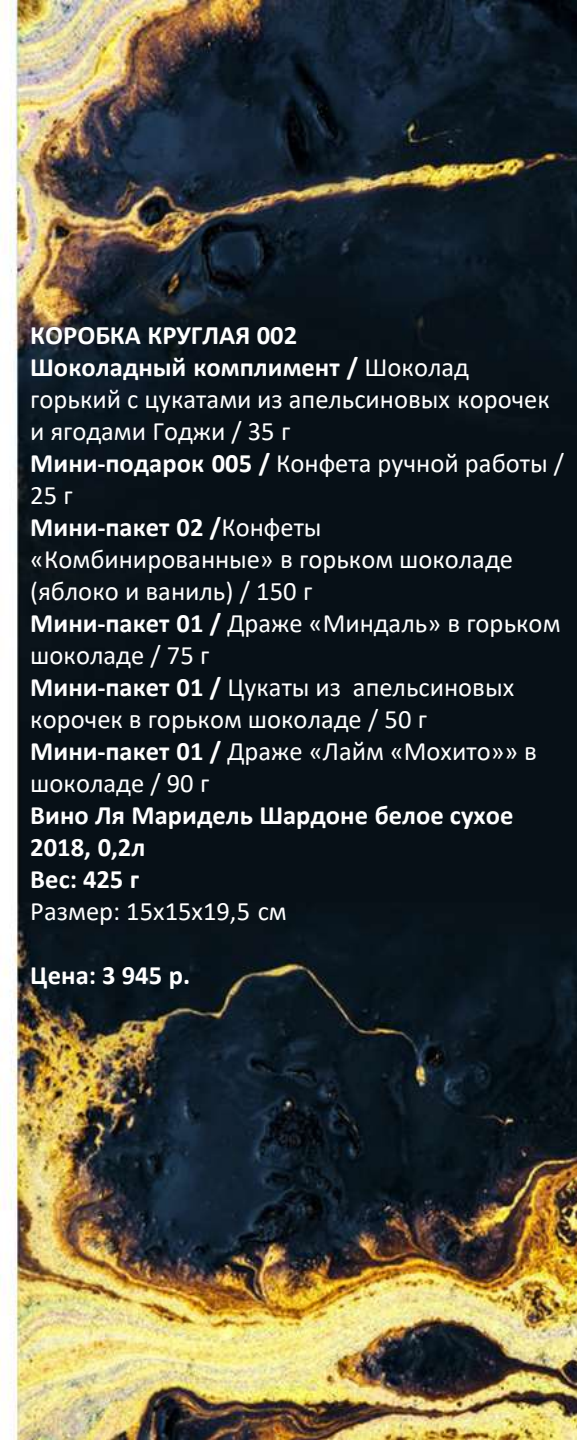 КОРОБКА КРУГЛАЯ 002
Шоколадный комплимент / Шоколад
горький с цукатами из апельсиновых корочек
и ягодами Годжи / 35 г
Мини-подарок 005 / Конфета ручной работы /
25 г
Мини-пакет 02 /Конфеты
«Комбинированные» в горьком шоколаде
(яблоко и ваниль) / 150 г
Мини-пакет 01 / Драже «Миндаль» в горьком
шоколаде / 75 г
Мини-пакет 01 / Цукаты из  апельсиновых
корочек в горьком шоколаде / 50 г
Мини-пакет 01 / Драже «Лайм «Мохито»» в
шоколаде / 90 г
Вино Ля Маридель Шардоне белое сухое
2018, 0,2л
Вес: 425 г
Размер: 15х15х19,5 см
Цена: 3 945 р.